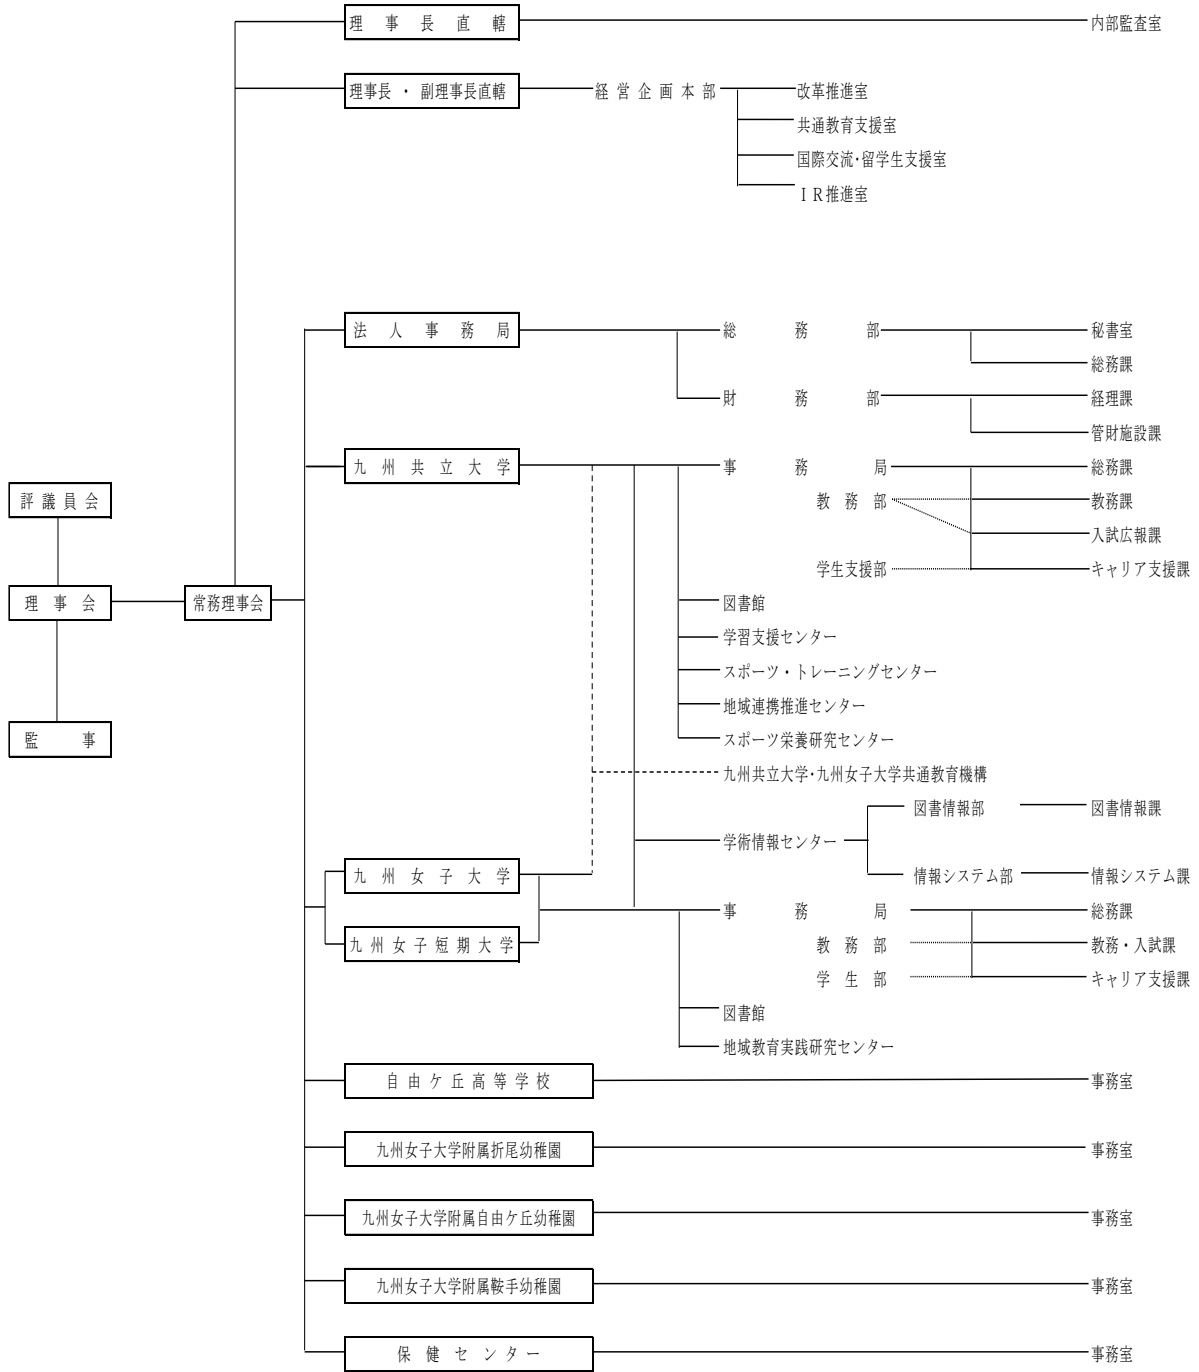 理事長直轄 内部監査室
理事長・副理事長直轄 経営企画本部 改革推進室
共通教育支援室
国際交流・留学生支援室
ＩＲ推進室
法人事務局 総務部 秘書室
総務課
財務部 経理課
管財施設課
九州共立大学 事務局 総務課
評議員会 教務部 教務課
入試広報課
学生支援部 キャリア支援課
理事会 常務理事会 図書館
学習支援センター
スポーツ・トレーニングセンター
地域連携推進センター
監事 スポーツ栄養研究センター
九州共立大学・九州女子大学共通教育機構
図書情報部 図書情報課
学術情報センター
九州女子大学 情報システム部 情報システム課
事務局 総務課
九州女子短期大学 教務部 教務・入試課
学生部 キャリア支援課
図書館
地域教育実践研究センター
自由ケ丘高等学校 事務室
九州女子大学附属折尾幼稚園 事務室
九州女子大学附属自由ケ丘幼稚園 事務室
九州女子大学附属鞍手幼稚園 事務室
保健センター 事務室